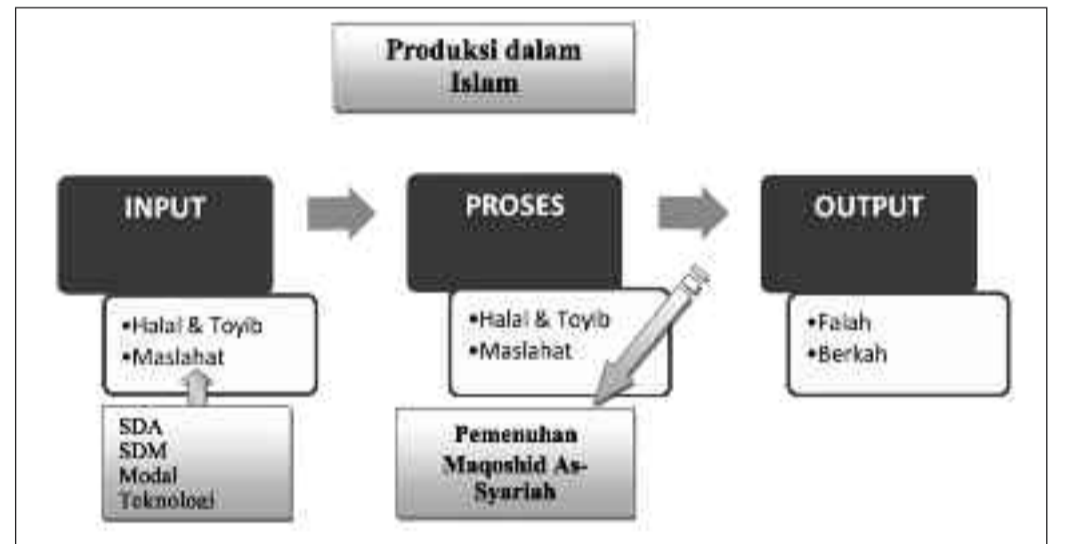 Produksi dalam
Islam
INPUT
•Halal & Toyib
•Maslahat
SDA
SDM
Modal
Teknologi
PROSES
•Halal & Toyib
•Maslahat
Pemenuhan
Maqoshid As-
Syariah
OUTPUT
•Falah
•Berkah